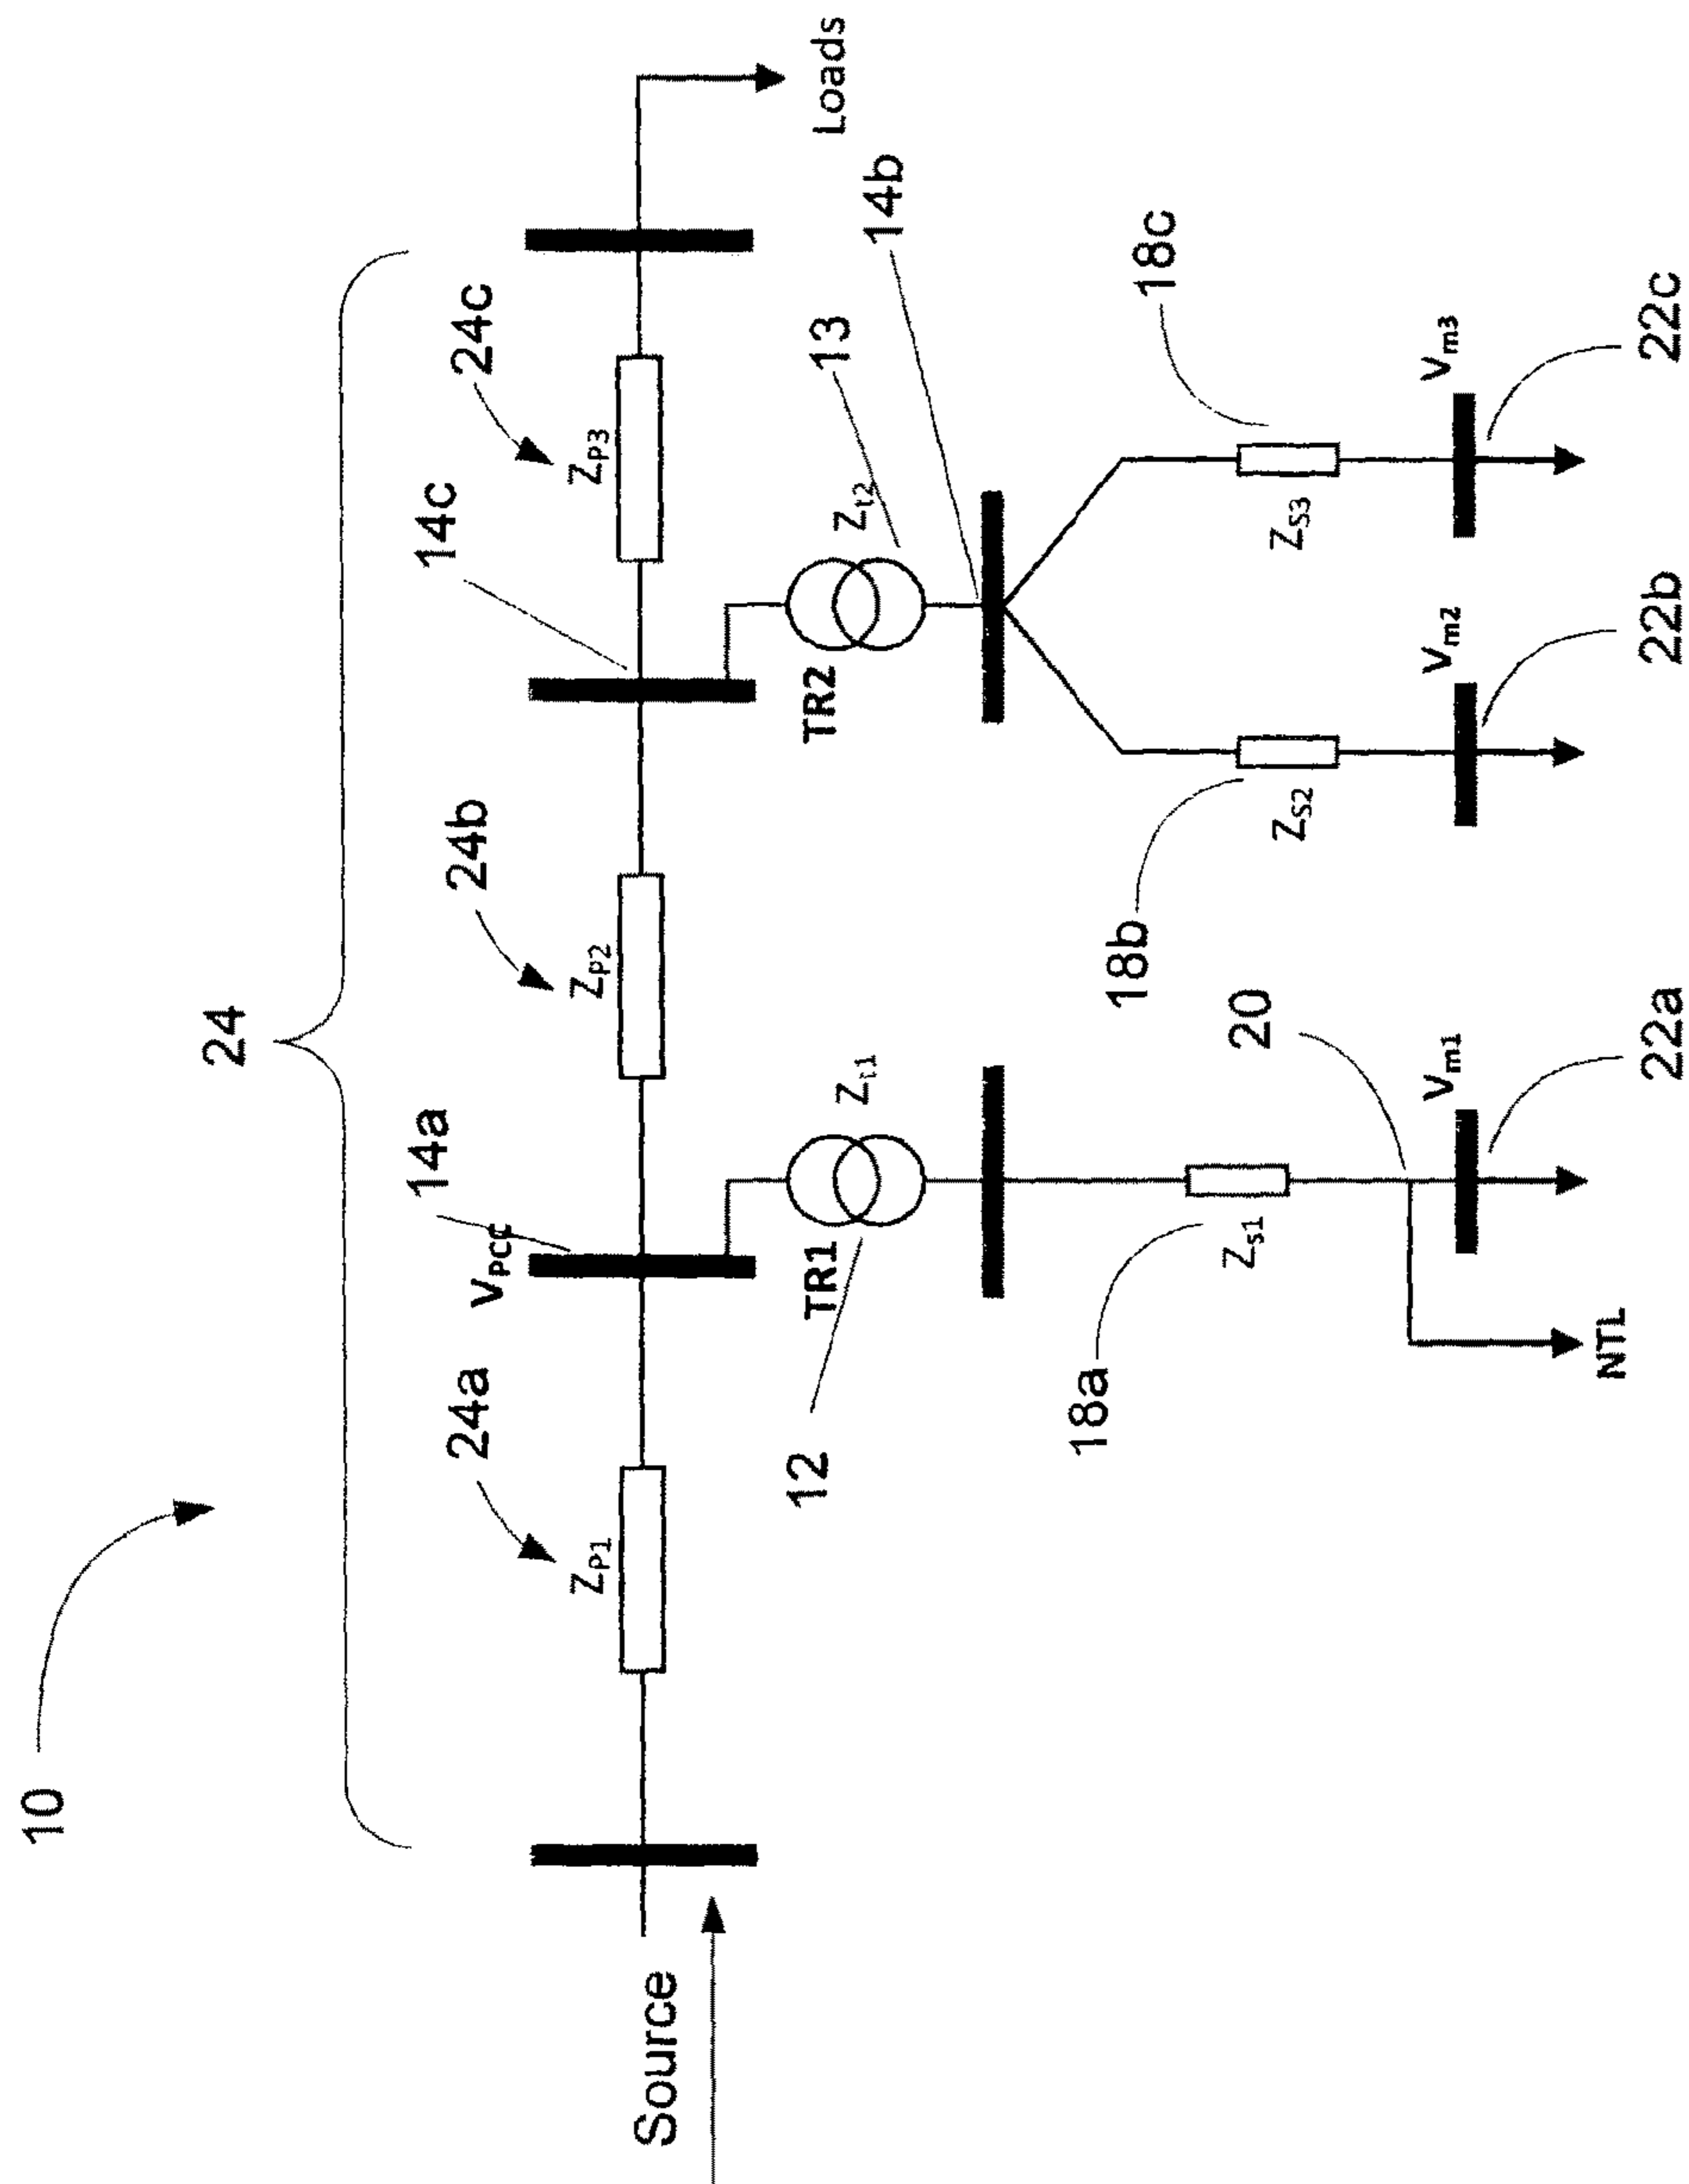 10
24
24a
24b
24c
Z_P1
V_PCC
14a
Z_P2
14c
Z_P3
Source
Loads
12
TR1
Z_t1
TR2
Z_t2
13
14b
18a
Z_s1
20
18b
Z_S2
Z_S3
18c
NTL
V_m1
22a
V_m2
22b
V_m3
22c